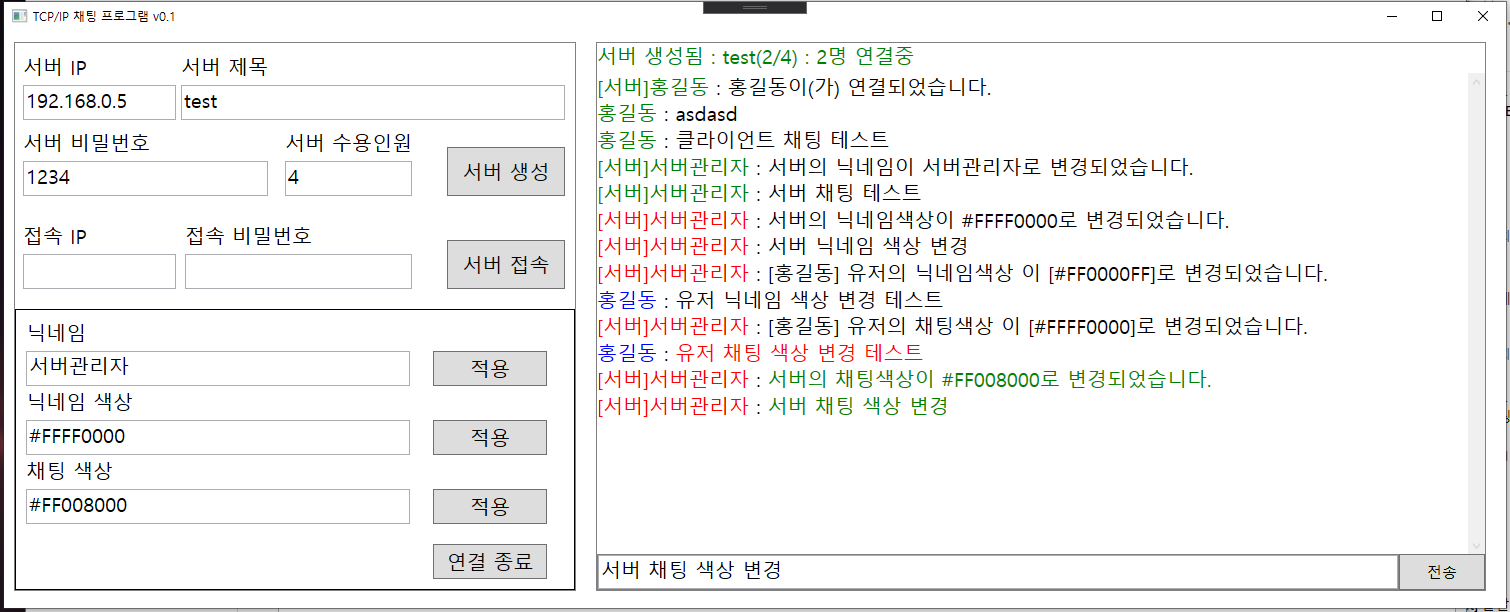 TCP/IP 채팅 프로그램 v0.1
서버 IP 서버 제목
192.168.0.5 test
서버 비밀번호 서버 수용인원
1234 4 서버 생성
접속 IP 접속 비밀번호
서버 접속
닉네임
서버관리자 적용
닉네임 색상
#FFFF0000 적용
채팅 색상
#FF008000 적용
연결 종료
서버 생성됨 : test(2/4) : 2명 연결중
[서버]홍길동 : 홍길동이(가) 연결되었습니다.
홍길동 : asdasd
홍길동 : 클라이언트 채팅 테스트
[서버]서버관리자 : 서버의 닉네임이 서버관리자로 변경되었습니다.
[서버]서버관리자 : 서버 채팅 테스트
[서버]서버관리자 : 서버의 닉네임색상이 #FFFF0000로 변경되었습니다.
[서버]서버관리자 : 서버 닉네임 색상 변경
[서버]서버관리자 : [홍길동] 유저의 닉네임색상 이 [#FF0000FF]로 변경되었습니다.
홍길동 : 유저 닉네임 색상 변경 테스트
[서버]서버관리자 : [홍길동] 유저의 채팅색상 이 [#FFFF0000]로 변경되었습니다.
홍길동 : 유저 채팅 색상 변경 테스트
[서버]서버관리자 : 서버의 채팅색상이 #FF008000로 변경되었습니다.
[서버]서버관리자 : 서버 채팅 색상 변경
서버 채팅 색상 변경 전송